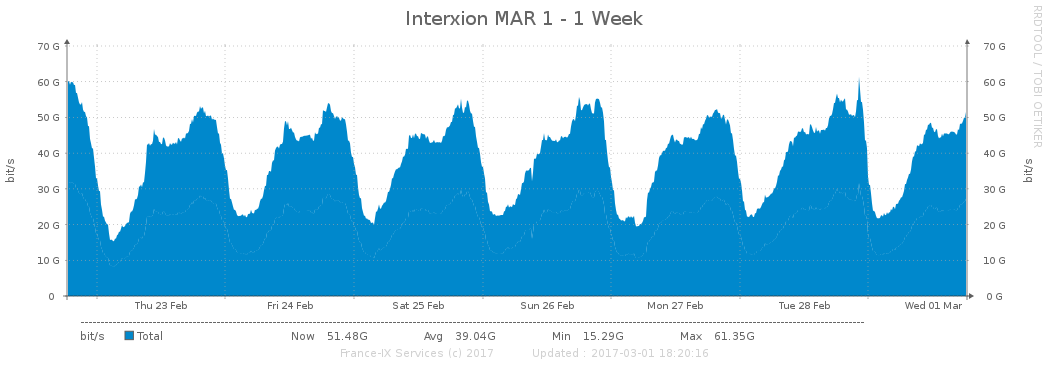 Interxion MAR 1 - 1 Week
RRDTOOL / TOBI OETIKER
bit/s
70 G 70 G
60 G 60 G
50 G 50 G
40 G 40 G
30 G 30 G
20 G 20 G
10 G 10 G
0 0 G
bit/s
Thu 23 Feb Fri 24 Feb Sat 25 Feb Sun 26 Feb Mon 27 Feb Tue 28 Feb Wed 01 Mar
bit/s Total Now 51.48G Avg 39.04G Min 15.29G Max 61.35G
France-IX Services (c) 2017 Updated : 2017-03-01 18:20:16